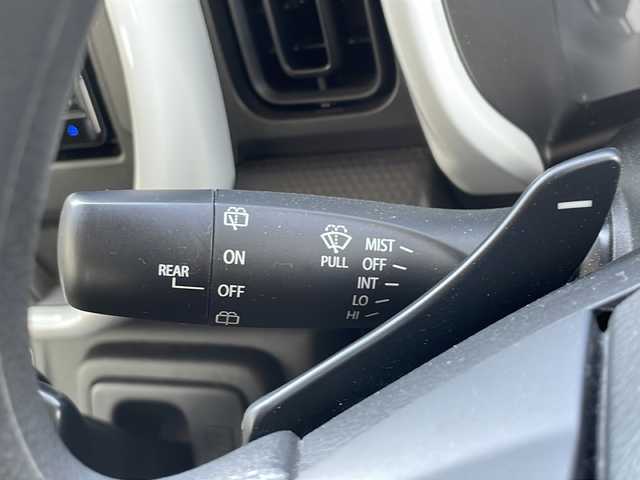 REAR
ON
OFF
PULL
MIST
OFF
INT
LO
HI